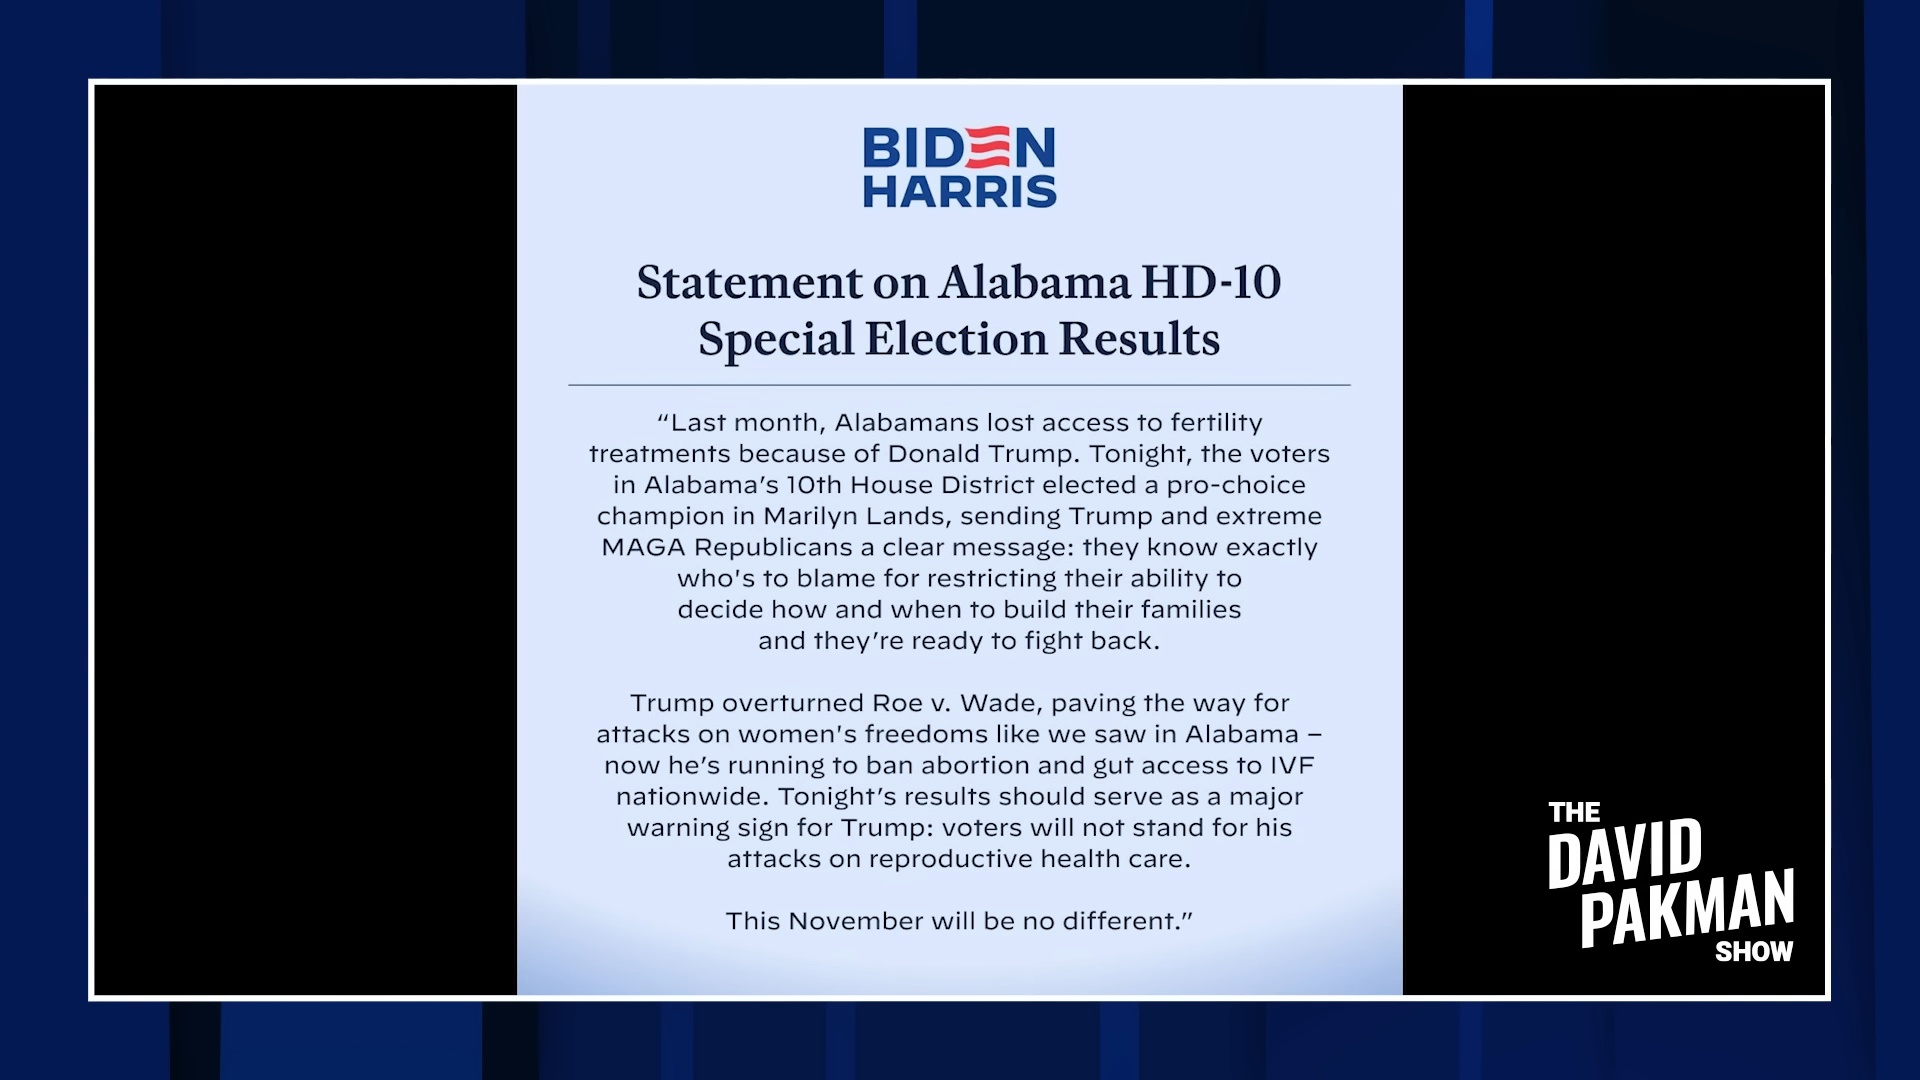 BIDEN
HARRIS
Statement on Alabama HD-10
Special Election Results
“Last month, Alabamans lost access to fertility
treatments because of Donald Trump. Tonight, the voters
in Alabama’s 10th House District elected a pro-choice
champion in Marilyn Lands, sending Trump and extreme
MAGA Republicans a clear message: they know exactly
who's to blame for restricting their ability to
decide how and when to build their families
and they’re ready to fight back.
Trump overturned Roe v. Wade, paving the way for
attacks on women's freedoms like we saw in Alabama –
now he’s running to ban abortion and gut access to IVF
nationwide. Tonight’s results should serve as a major
warning sign for Trump: voters will not stand for his
attacks on reproductive health care.
This November will be no different.”
THE
DAVID
PAKMAN
SHOW